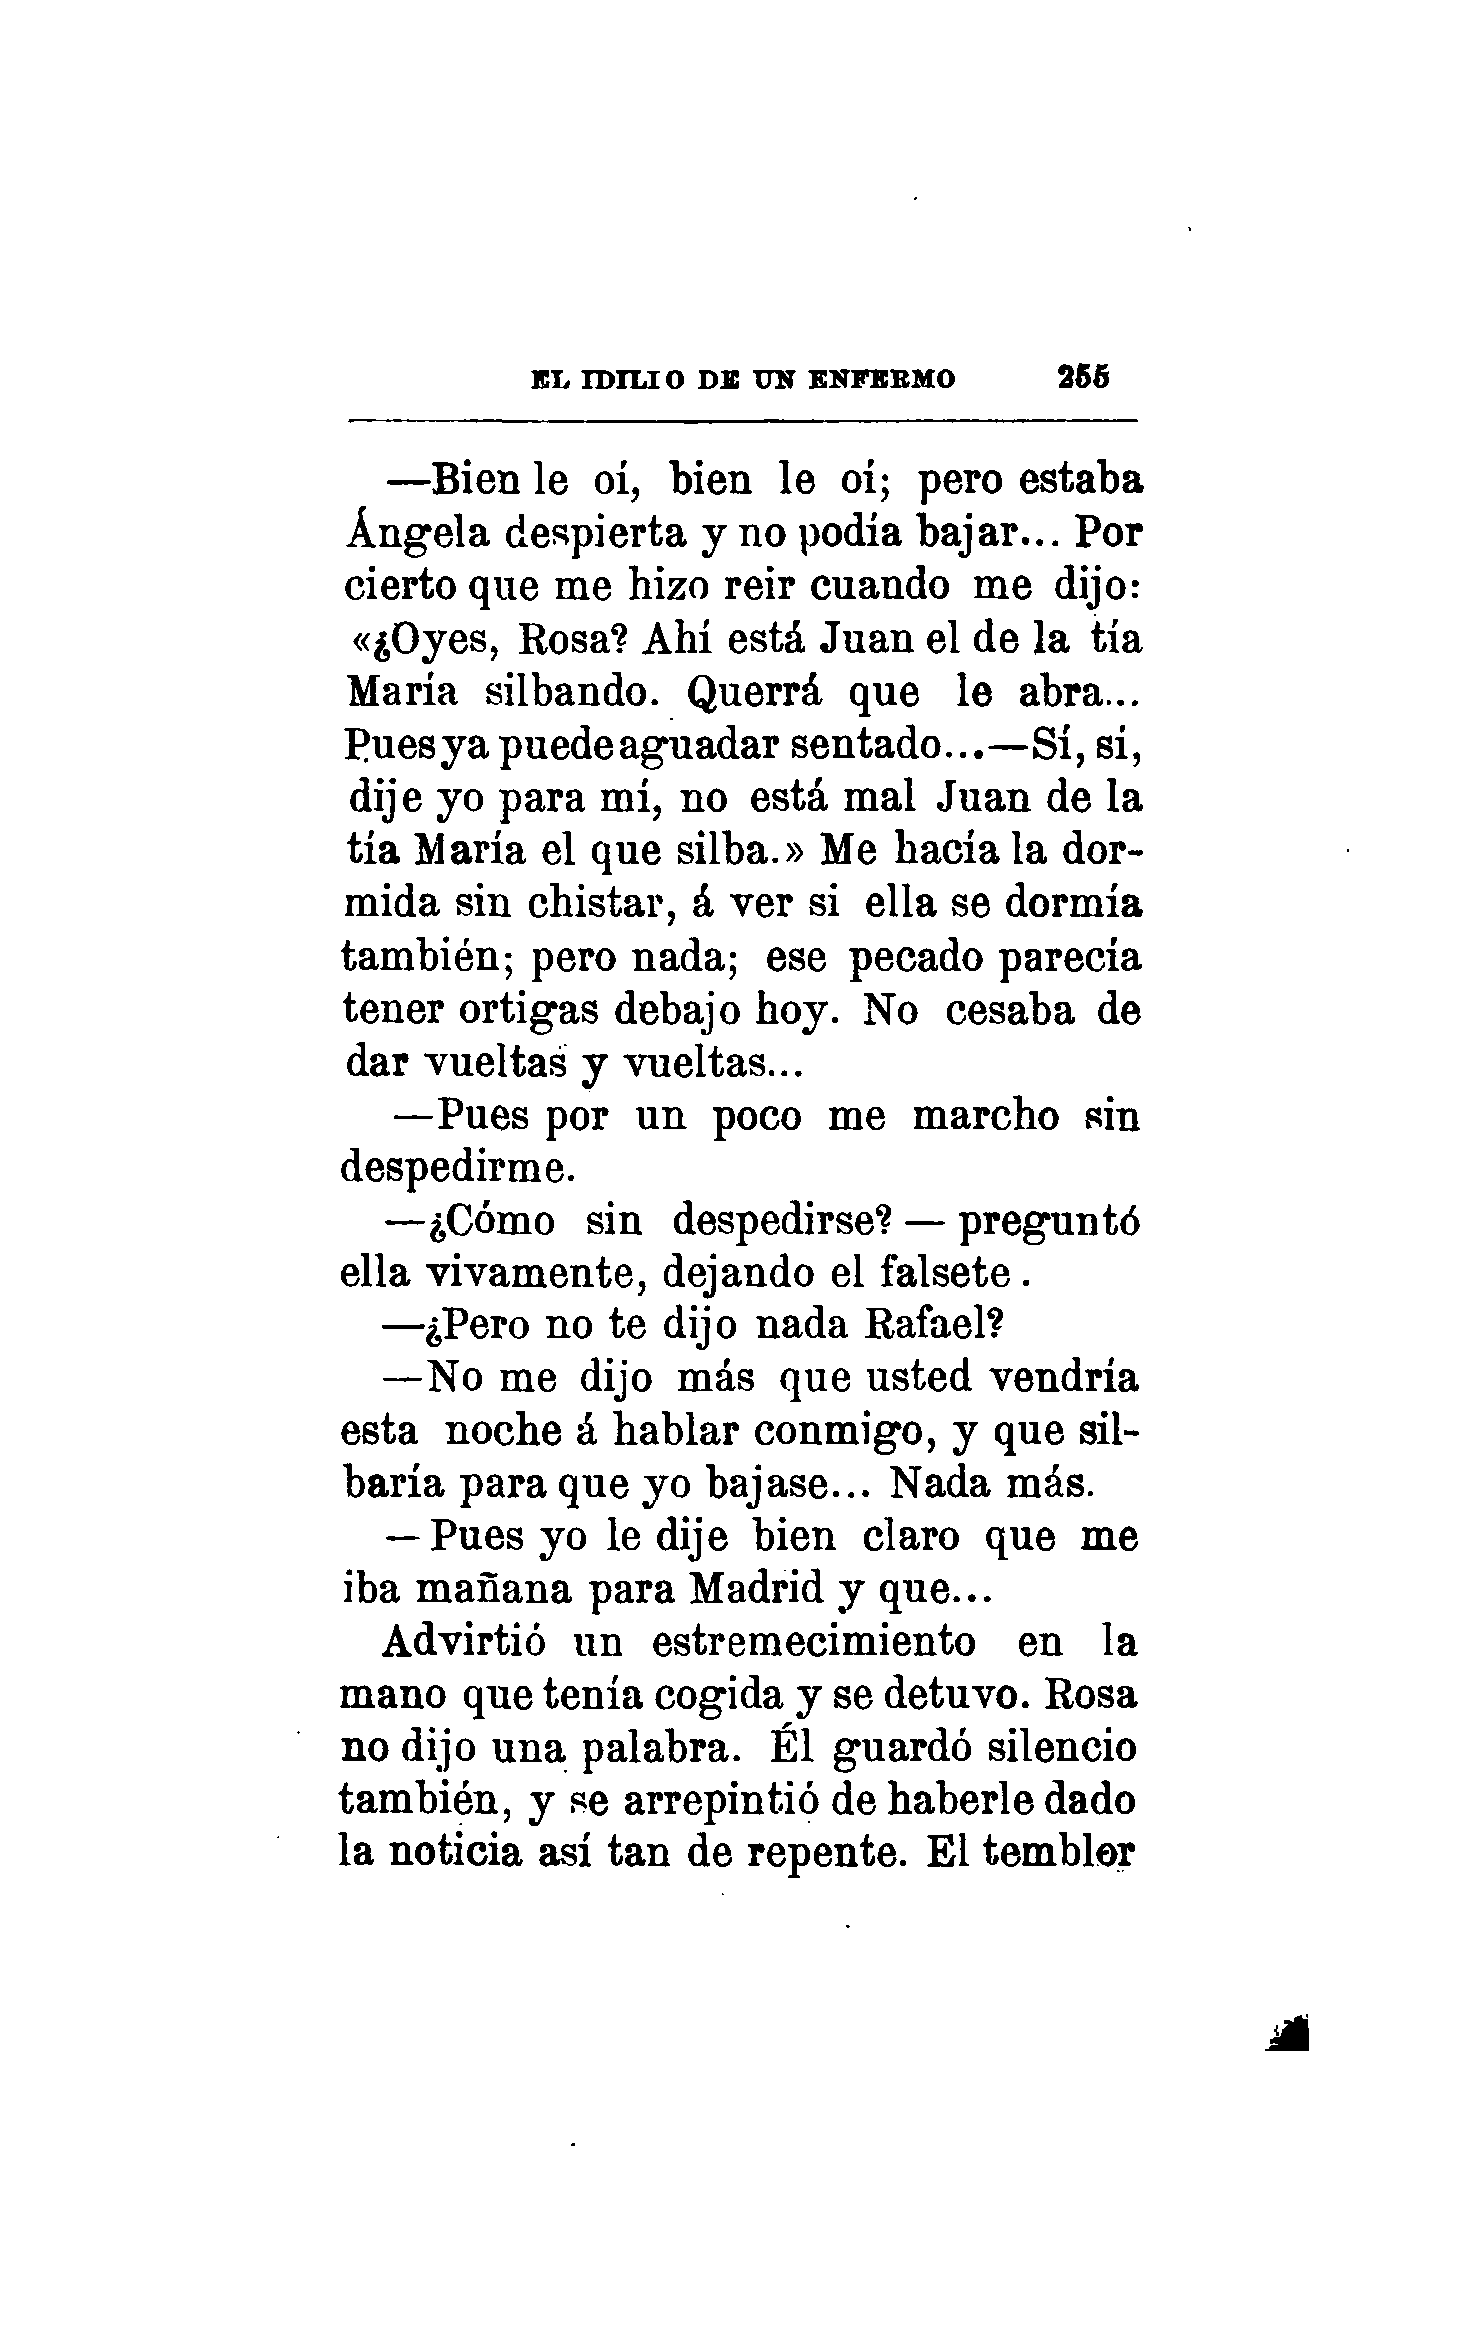 EL IDILIO DE UN ENFERMO 255
—Bien le oí, bien le oí; pero estaba
Ángela despierta y no podía bajar... Por
cierto que me hizo reir cuando me dijo:
«¿Oyes, Rosa? Ahí está Juan el de la tía
María silbando. Querrá que le abra...
Pues ya puede aguadar sentado...—Sí, si,
dije yo para mí, no está mal Juan de la
tía María el que silba.» Me hacía la dor-
mida sin chistar, á ver si ella se dormía
también; pero nada; ese pecado parecía
tener ortigas debajo hoy. No cesaba de
dar vueltas y vueltas...
—Pues por un poco me marcho sin
despedirme.
—¿Cómo sin despedirse? — preguntó
ella vivamente, dejando el falsete.
—¿Pero no te dijo nada Rafael?
—No me dijo más que usted vendría
esta noche á hablar conmigo, y que sil-
baría para que yo bajase... Nada más.
— Pues yo le dije bien claro que me
iba mañana para Madrid y que...
Advirtió un estremecimiento en la
mano que tenía cogida y se detuvo. Rosa
no dijo una palabra. Él guardó silencio
también, y se arrepintió de haberle dado
la noticia así tan de repente. El temblor